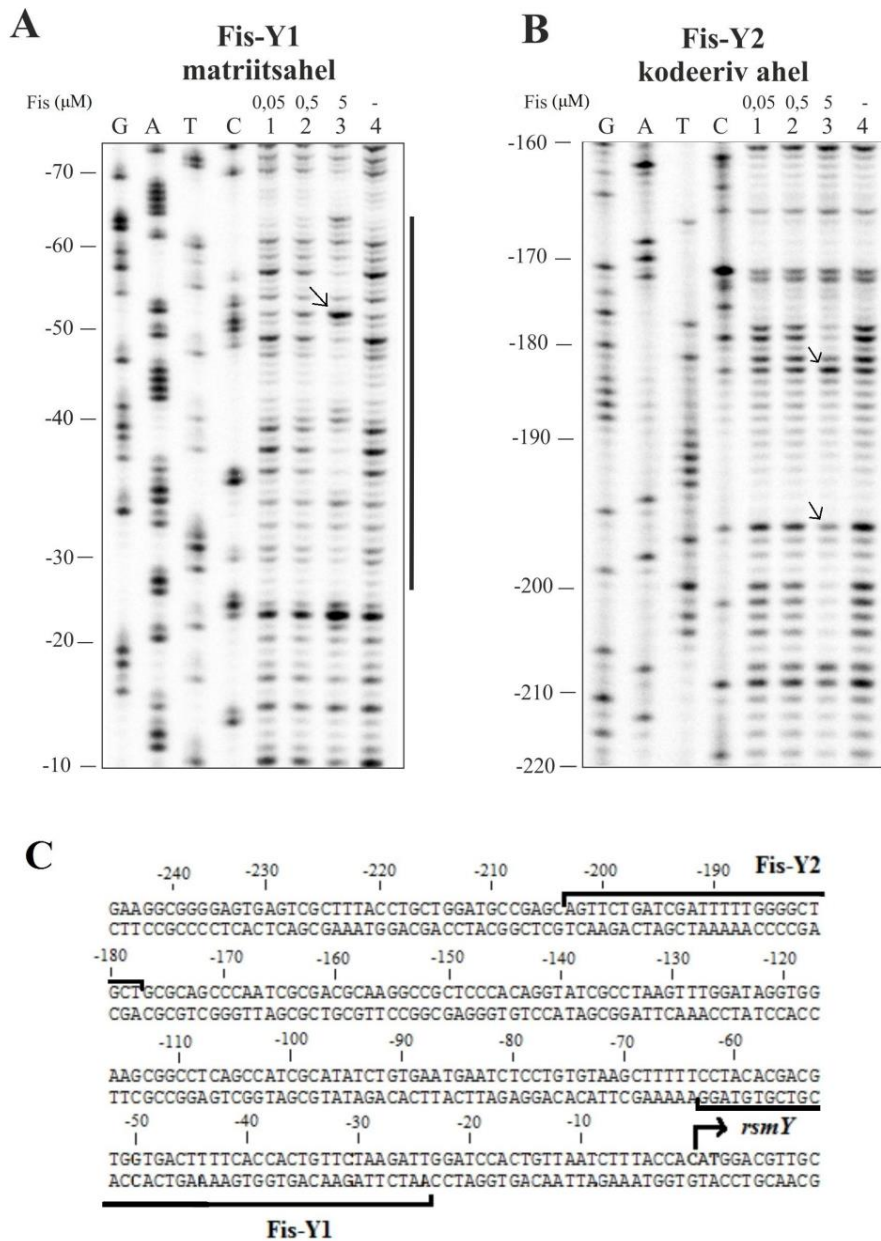 A
Fis-Y1
matriitsahel
Fis (µM) 0,05 0,5 5 -
G A T C 1 2 3 4
-70
-60
-50
-40
-30
-20
-10
B
Fis-Y2
kodeeriv ahel
Fis (µM) 0,05 0,5 5 -
G A T C 1 2 3 4
-160
-170
-180
-190
-200
-210
-220
C
Fis-Y2
-240 -230 -220 -210 -200 -190
GAAGGCGGGGAGTGAGTCGCTTTACCTGCTGGATGCCGAGCAGTTCTGATCGATTTTTGGGGCT
CTTCCGCCCCTCACTCAGCGAAATGGACGACCTACGGCTCGTCAAGACTAGCTAAAAACCCCGA
-180 -170 -160 -150 -140 -130 -120
GCTGCGCAGCCCAATCGCGACGCAAGGCCGCTCCCACAGGTATCGCCTAAGTTTGGATAGGTGG
CGACGCGTCGGGTTAGCGCTGCGTTCCGGCGAGGGTGTCCATAGCGGATTCAAACCTATCCACC
-110 -100 -90 -80 -70 -60
AAGCGGCCTCAGCCATCGCATATCTGTGAATGAATCTCCTGTGTAAGCTTTTTCCTACACGACG
TTCGCCGGAGTCGGTAGCGTATAGACACTTACTTAGAGGACACATTCGAAAAAGGATGTGCTGC
-50 -40 -30 -20 -10 rsmY
TGGTGACTTTTCACCACTGTTCTAAGATTGGATCCACTGTTAATCTTTACCACATGGACGTTGC
ACCACTGAAAAGTGGTGACAAGATTCTAACCTAGGTGACAATTAGAAATGGTGTACCTGCAACG
Fis-Y1